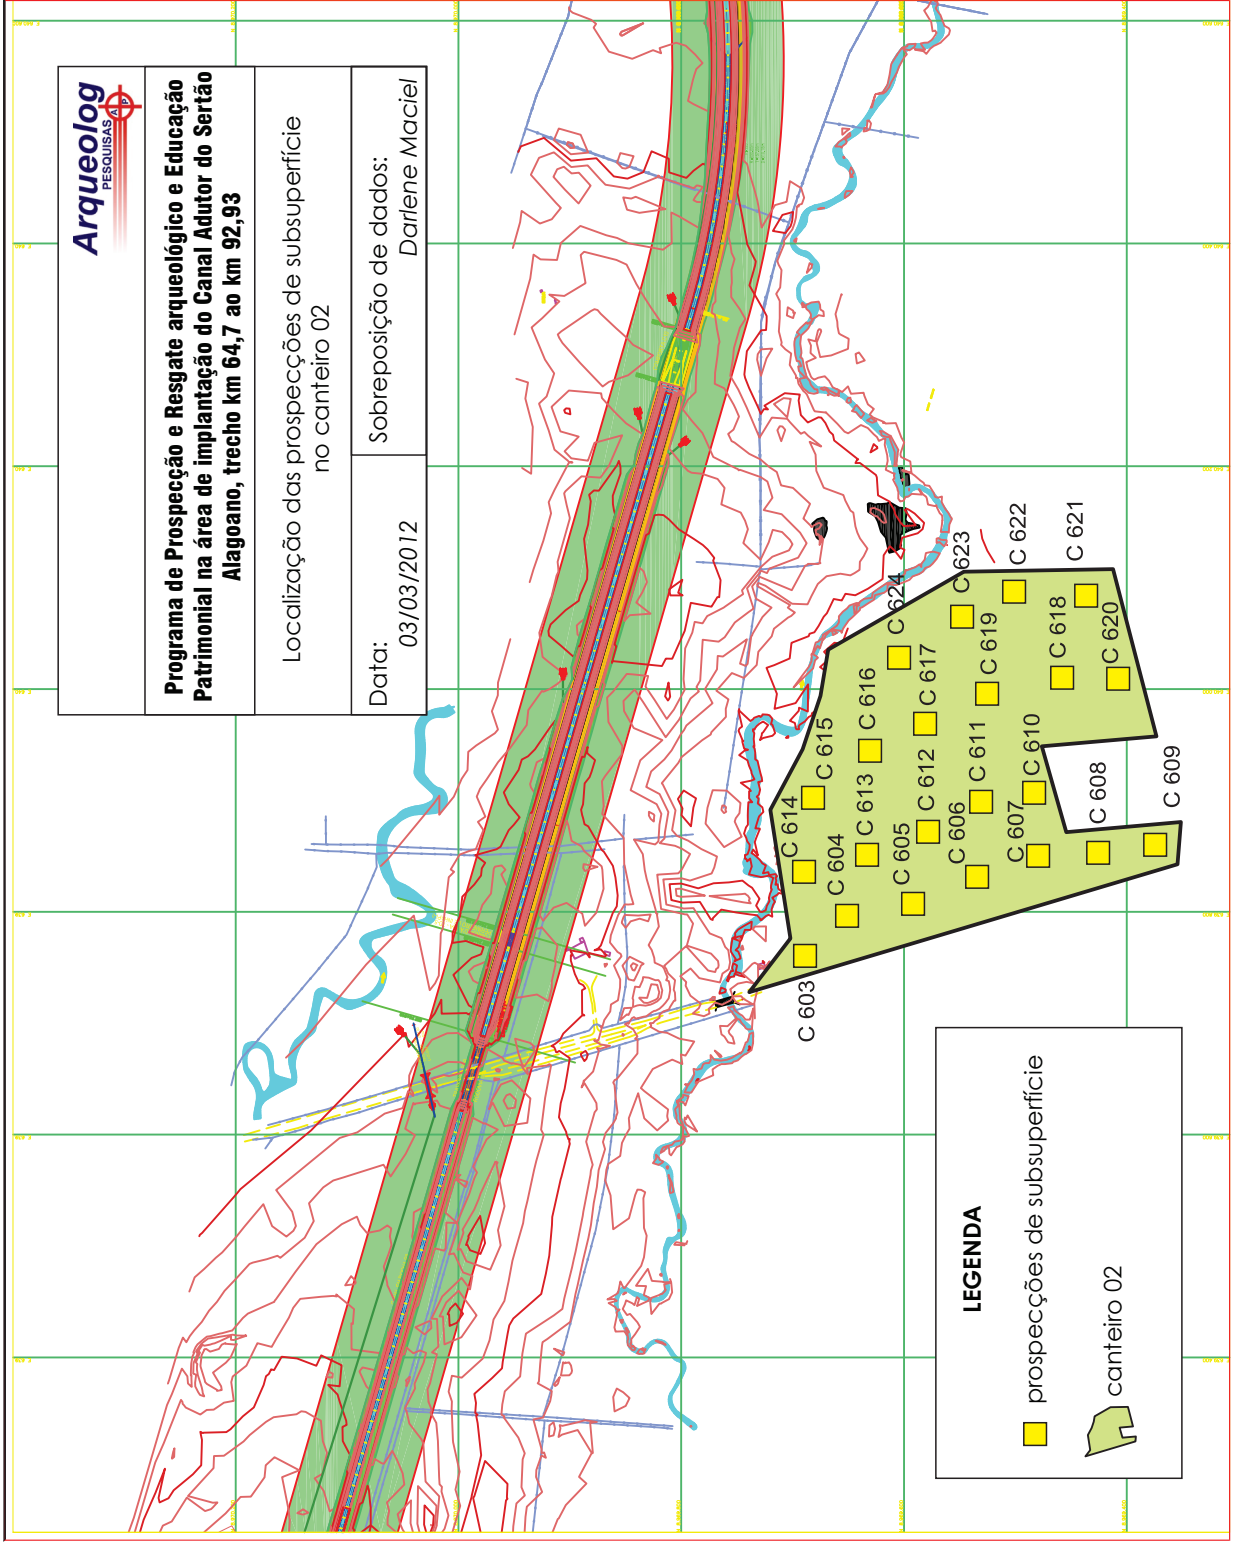 Arqueolog
PESQUISAS
A P
Programa de Prospecção e Resgate arqueológico e Educação
Patrimonial na área de implantação do Canal Adutor do Sertão
Alagoano, trecho km 64,7 ao km 92,93
Localização das prospecções de subsuperfície
no canteiro 02
Data:
03/03/2012
Sobreposição de dados:
Darlene Maciel
C 603
C 604
C 605
C 606
C 607
C 608
C 609
C 610
C 611
C 612
C 613
C 614
C 615
C 616
C 617
C 618
C 619
C 620
C 621
C 622
C 623
C 624
LEGENDA
prospecções de subsuperfície
canteiro 02